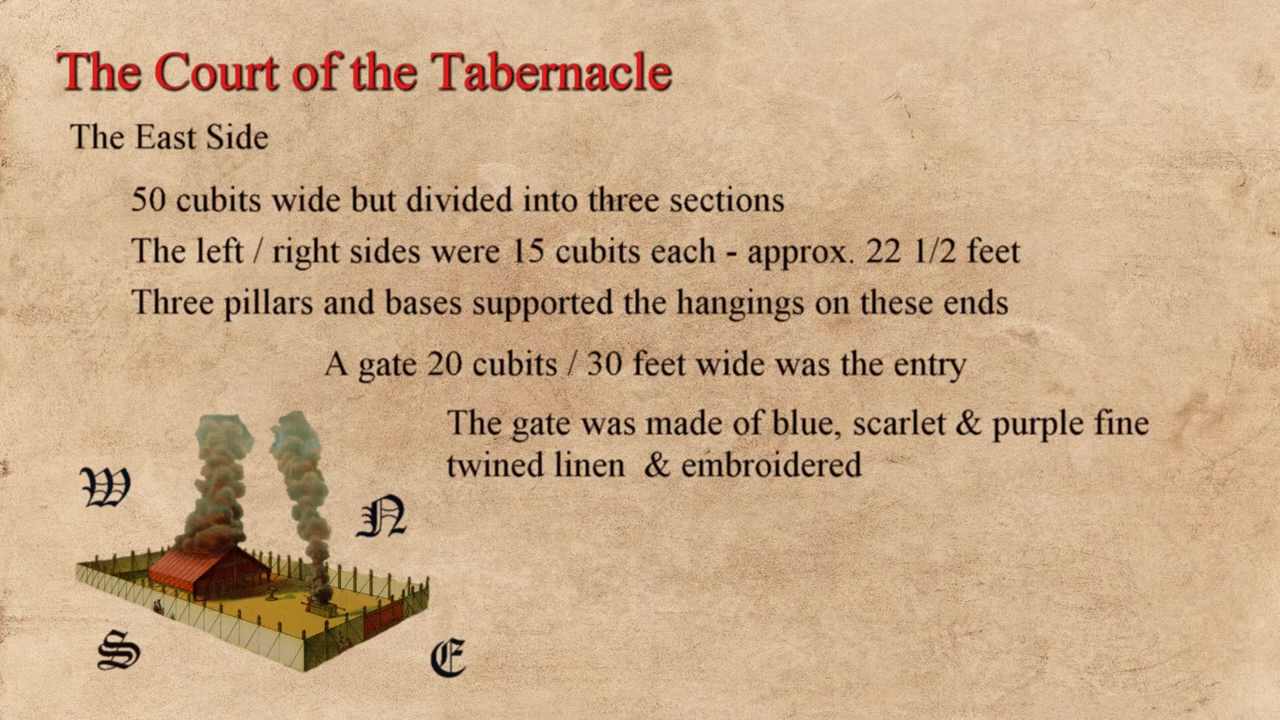 The Court of the Tabernacle
The East Side
50 cubits wide but divided into three sections
The left / right sides were 15 cubits each - approx. 22 1/2 feet
Three pillars and bases supported the hangings on these ends
A gate 20 cubits / 30 feet wide was the entry
The gate was made of blue, scarlet & purple fine
twined linen & embroidered
W
N
S
E